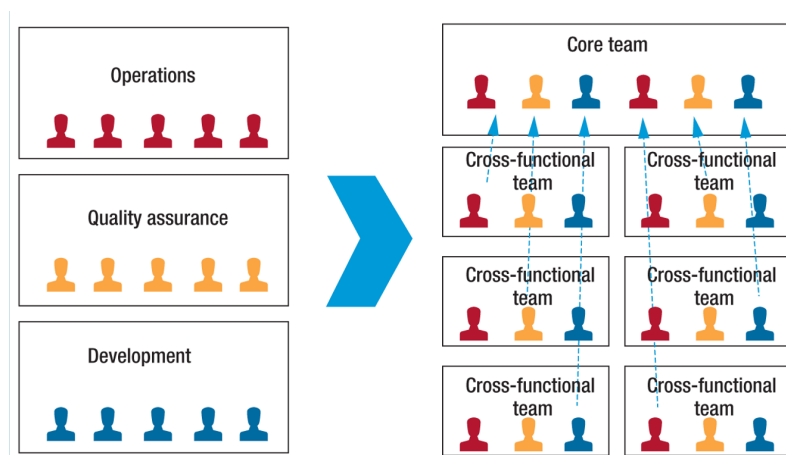 Operations
Quality assurance
Development
Core team
Cross-functional
team
Cross-functional
team
Cross-functional
team
Cross-functional
team
Cross-functional
team
Cross-functional
team